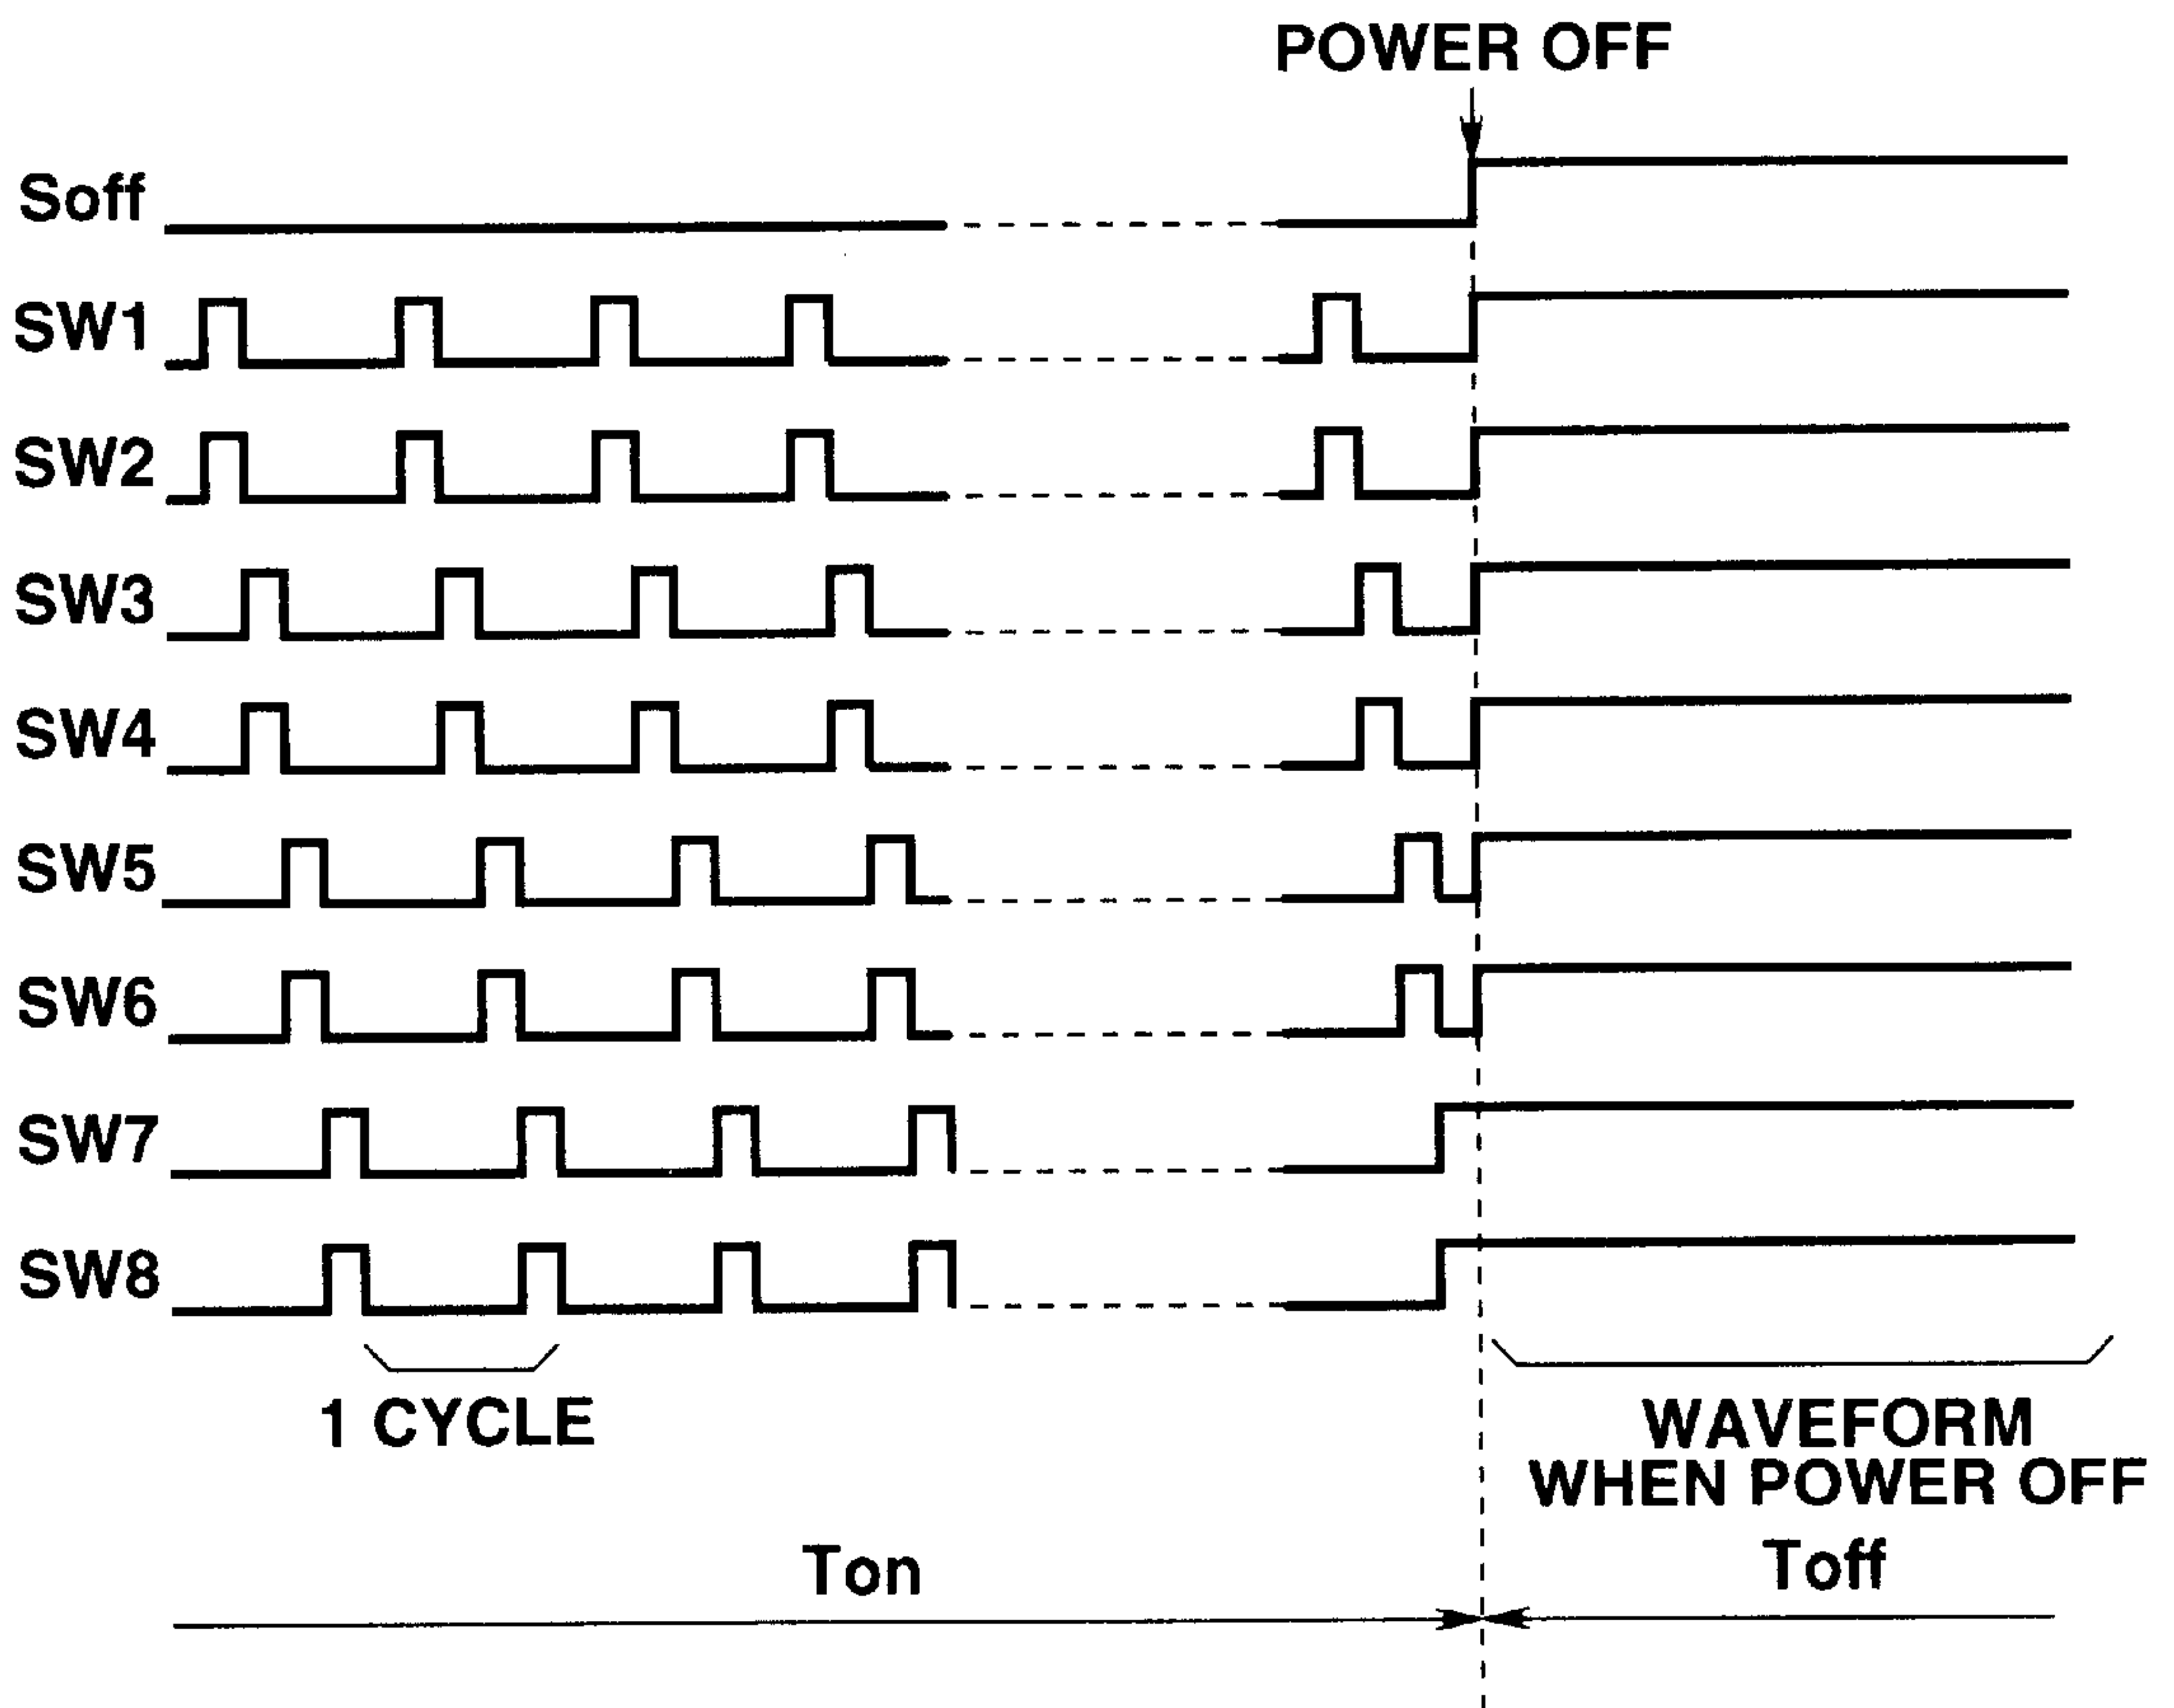 POWER OFF
Soff
SW1
SW2
SW3
SW4
SW5
SW6
SW7
SW8
1 CYCLE
WAVEFORM
WHEN POWER OFF
Ton
Toff